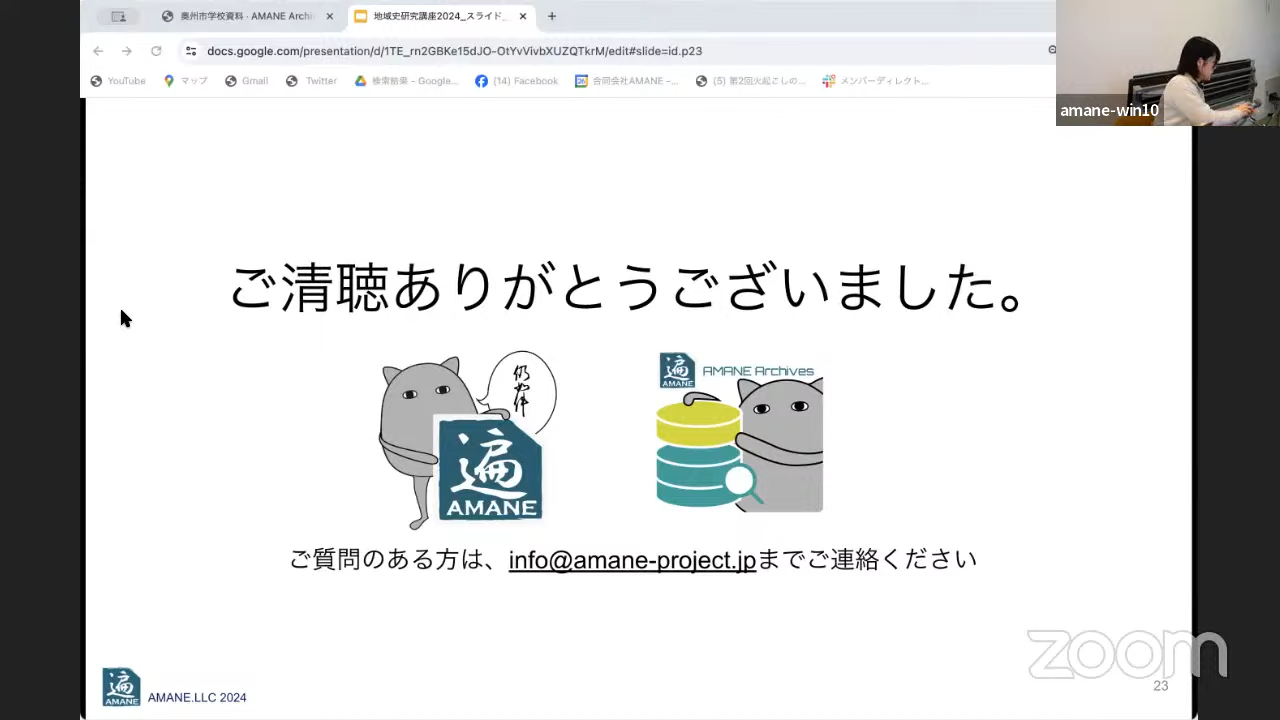 奥州市学校資料 · AMANE Archi
地域史研究講座2024_スライド_
docs.google.com/presentation/d/1TE_rn2GBKe15dJO-OtYvVivbXUZQTkrM/edit#slide=id.p23
YouTube
マップ
Gmail
Twitter
検索結果 – Google...
(14) Facebook
合同会社AMANE –...
(5) 第2回火起こしの...
メンバーディレクト...
amane-win10
ご清聴ありがとうございました。
遍
AMANE
遍
AMANE
AMANE Archives
ご質問のある方は、info@amane-project.jpまでご連絡ください
遍
AMANE
AMANE.LLC 2024
zoom
23